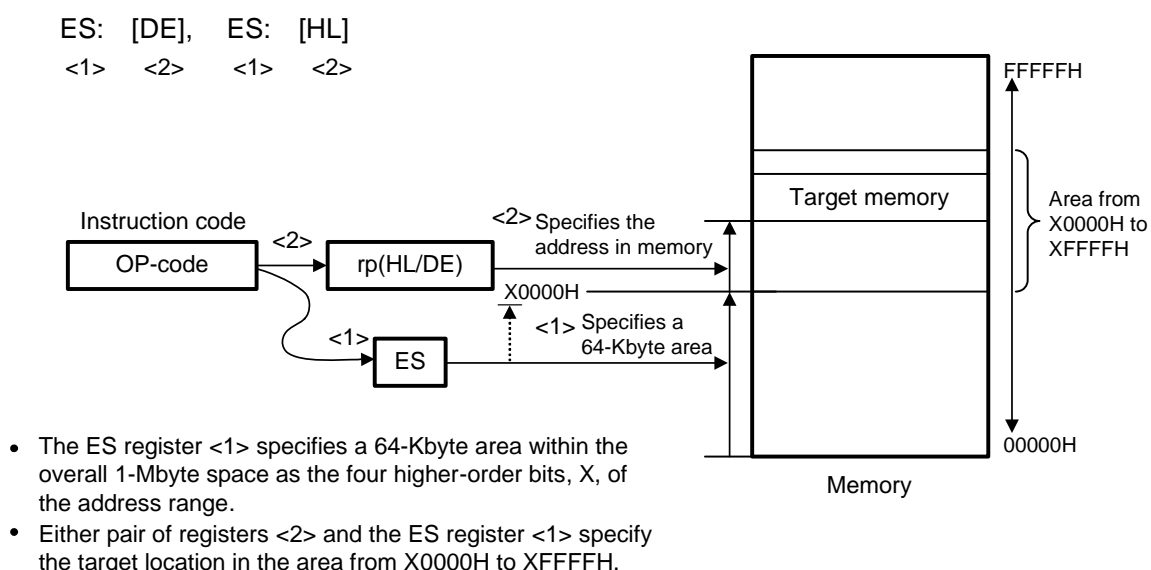 ES: [DE], ES: [HL]
<1> <2> <1> <2>
FFFFFH
Target memory
Area from
X0000H to
XFFFFH
Instruction code
OP-code
<2>
rp(HL/DE)
<2> Specifies the
address in memory
X0000H
<1>
ES
<1> Specifies a
64-Kbyte area
00000H
Memory
• The ES register <1> specifies a 64-Kbyte area within the
overall 1-Mbyte space as the four higher-order bits, X, of
the address range.
• Either pair of registers <2> and the ES register <1> specify
the target location in the area from X0000H to XFFFFH.